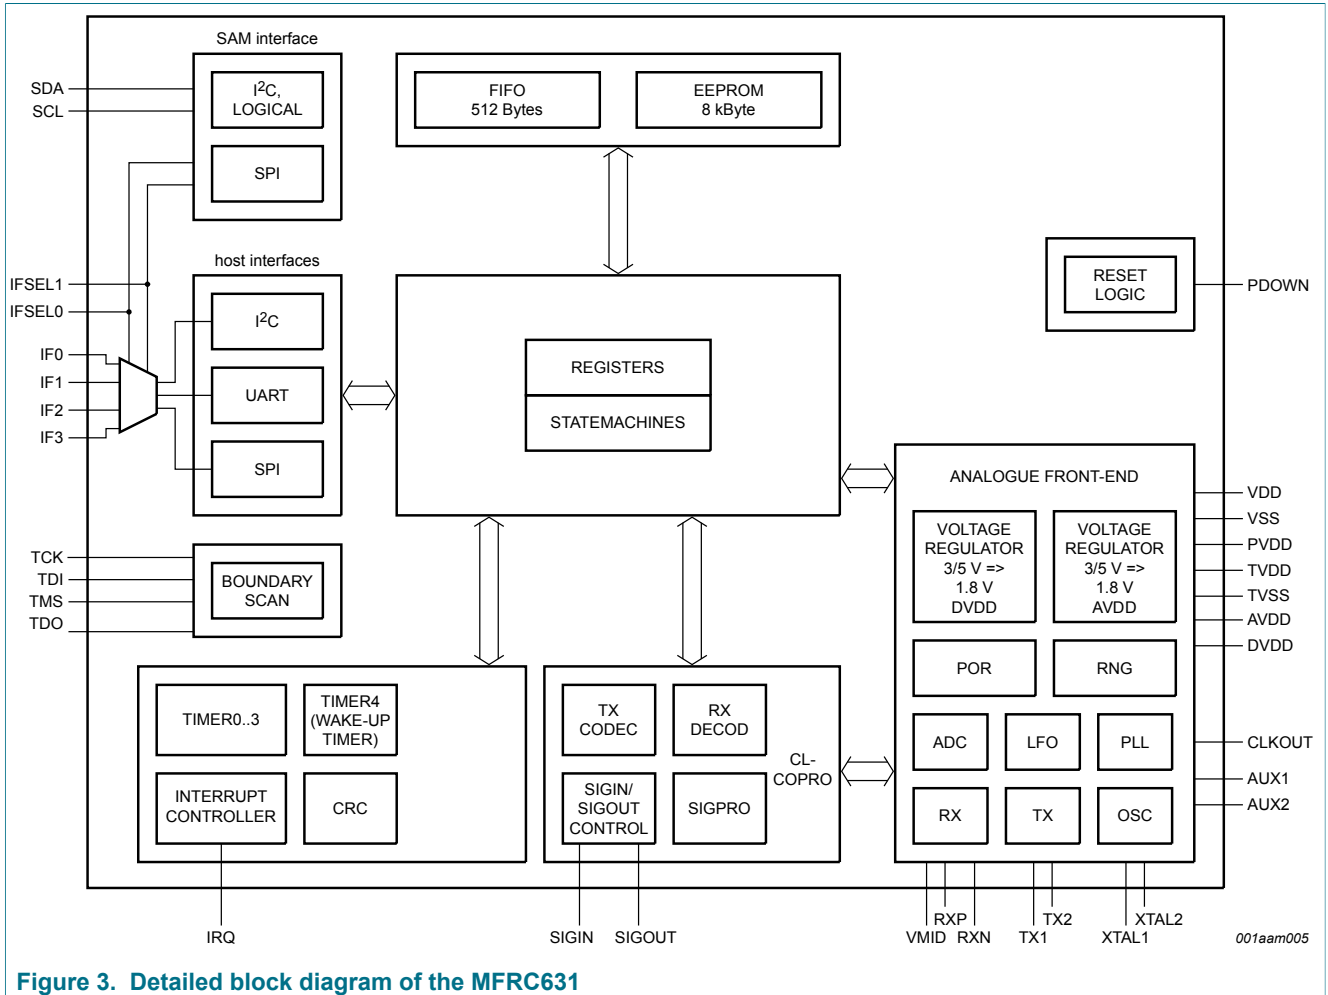 SAM interface
SDA
SCL
I²C,
LOGICAL
SPI
FIFO
512 Bytes
EEPROM
8 kByte
host interfaces
IFSEL1
IFSEL0
IF0
IF1
IF2
IF3
I²C
UART
SPI
REGISTERS
STATEMACHINES
RESET
LOGIC
PDOWN
TCK
TDI
TMS
TDO
BOUNDARY
SCAN
ANALOGUE FRONT-END
VOLTAGE
REGULATOR
3/5 V =>
1.8 V
DVDD
VOLTAGE
REGULATOR
3/5 V =>
1.8 V
AVDD
POR
RNG
ADC
LFO
PLL
RX
TX
OSC
VDD
VSS
PVDD
TVDD
TVSS
AVDD
DVDD
CLKOUT
AUX1
AUX2
TIMER0..3
TIMER4
(WAKE-UP
TIMER)
INTERRUPT
CONTROLLER
CRC
TX
CODEC
RX
DECOD
SIGIN/
SIGOUT
CONTROL
SIGPRO
CL-
COPRO
IRQ
SIGIN
SIGOUT
VMID
RXP
RXN
TX1
TX2
XTAL1
XTAL2
001aam005
Figure 3. Detailed block diagram of the MFRC631